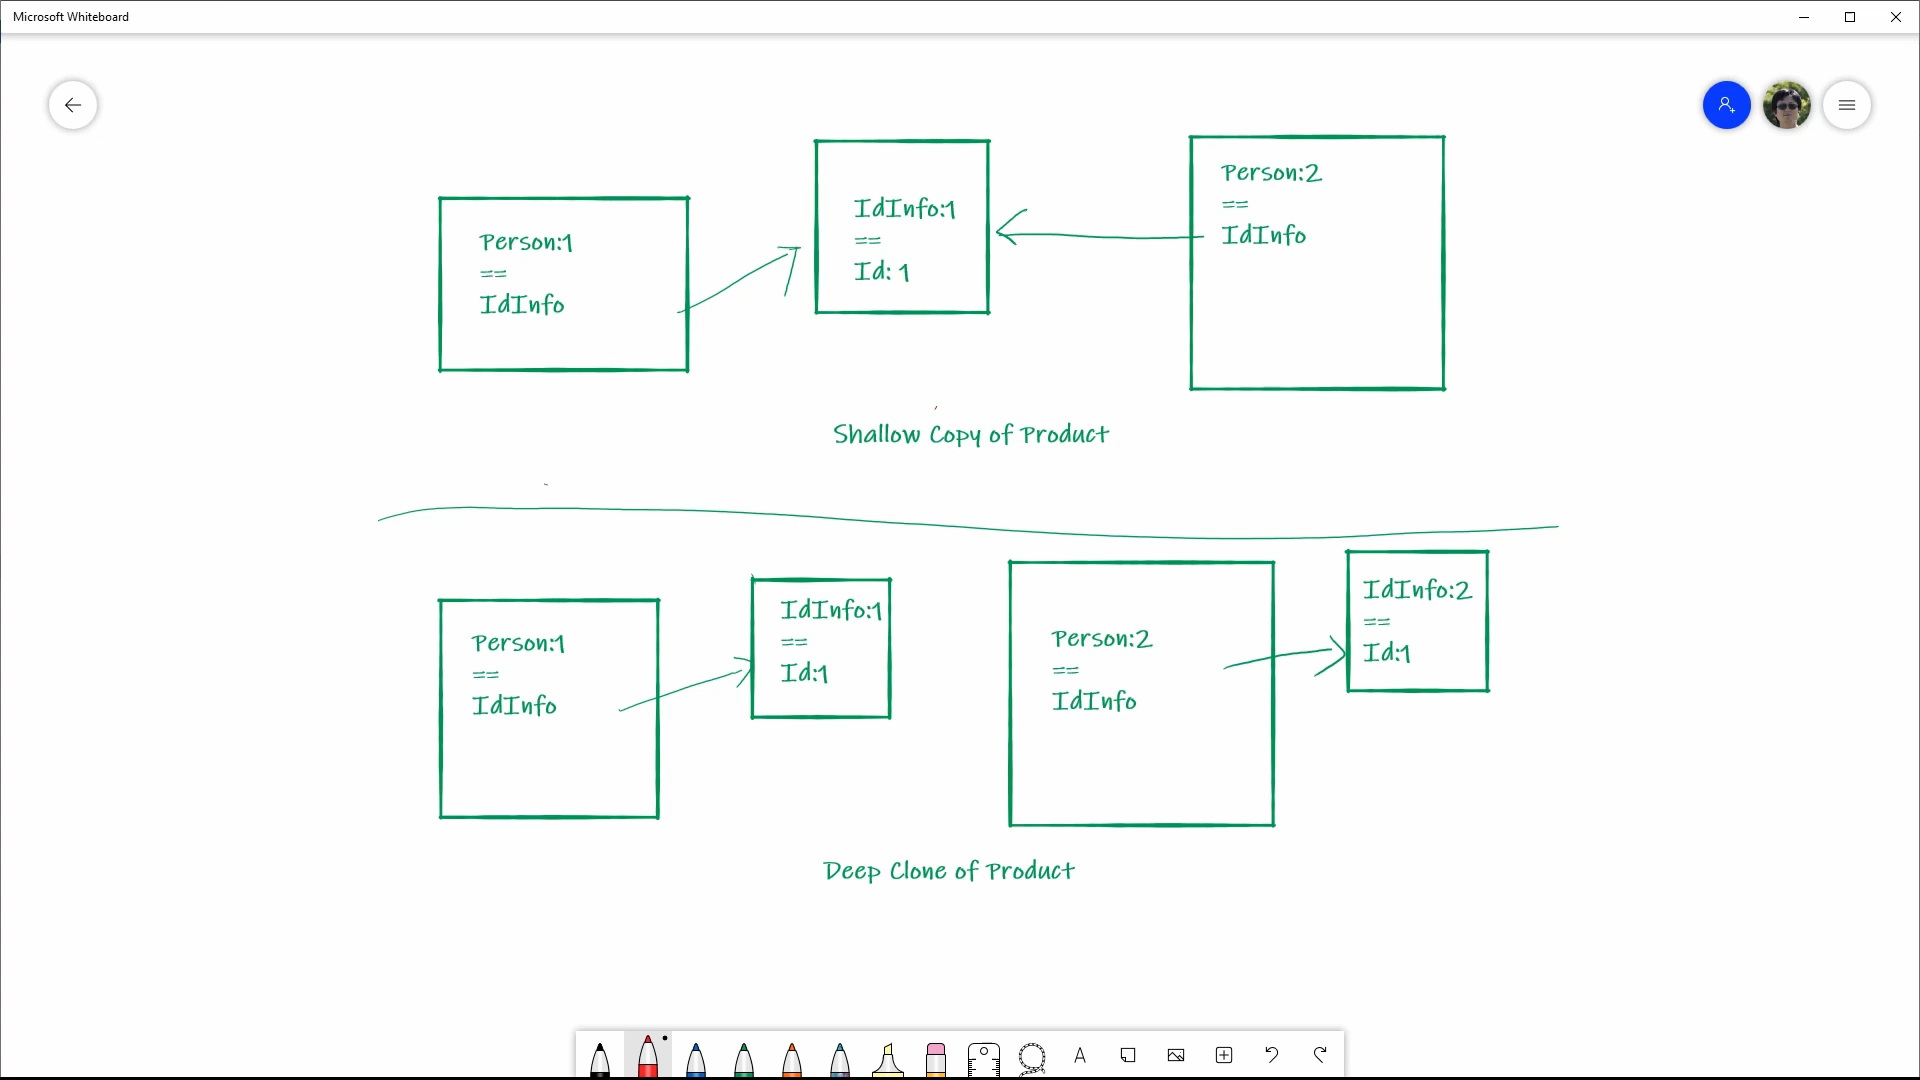 Microsoft Whiteboard
Person:1
==
IdInfo
IdInfo:1
==
Id: 1
Person:2
==
IdInfo
Shallow Copy of Product
Person:1
==
IdInfo
IdInfo:1
==
Id:1
Person:2
==
IdInfo
IdInfo:2
==
Id:1
Deep Clone of Product
A